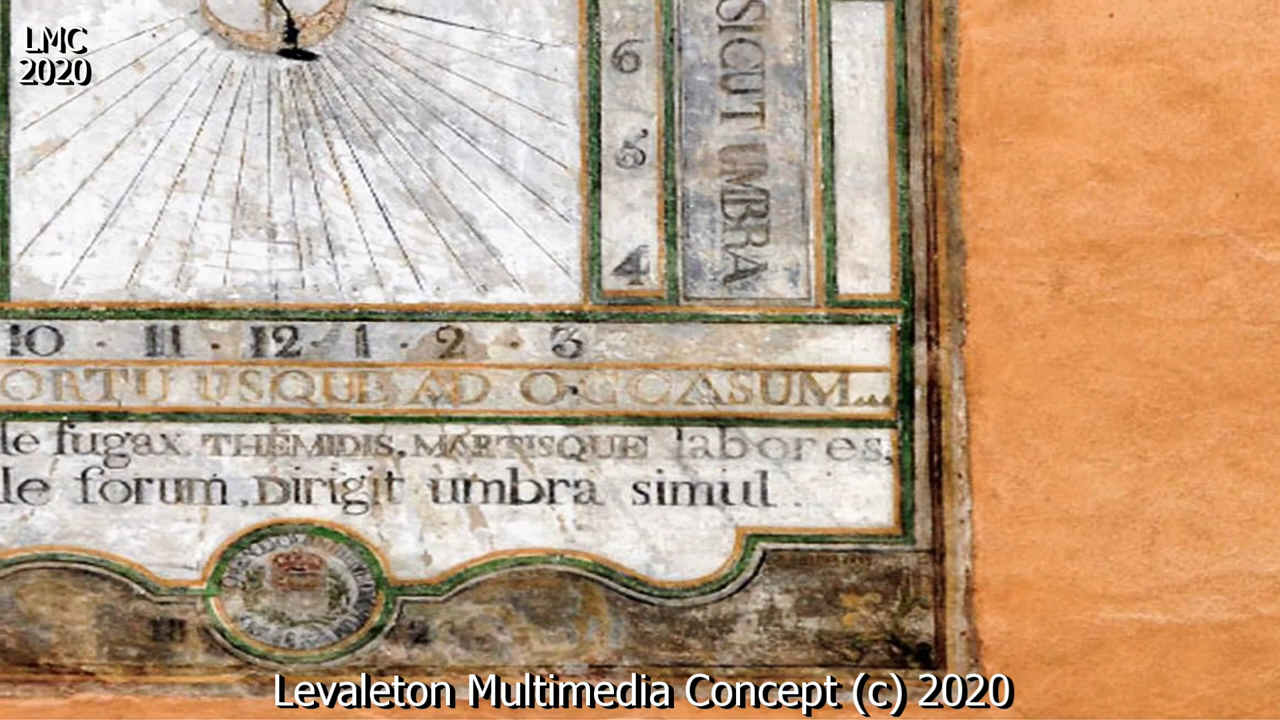 LMC
2020
6
5
4
SICUT UMBRA
10 · 11 · 12 · 1 · 2 · 3
ORTU USQUE AD OCCASUM...
le fugax THEMIDIS, MARTISQUE labores,
le forum, Dirigit umbra simul.
Levaleton Multimedia Concept (c) 2020